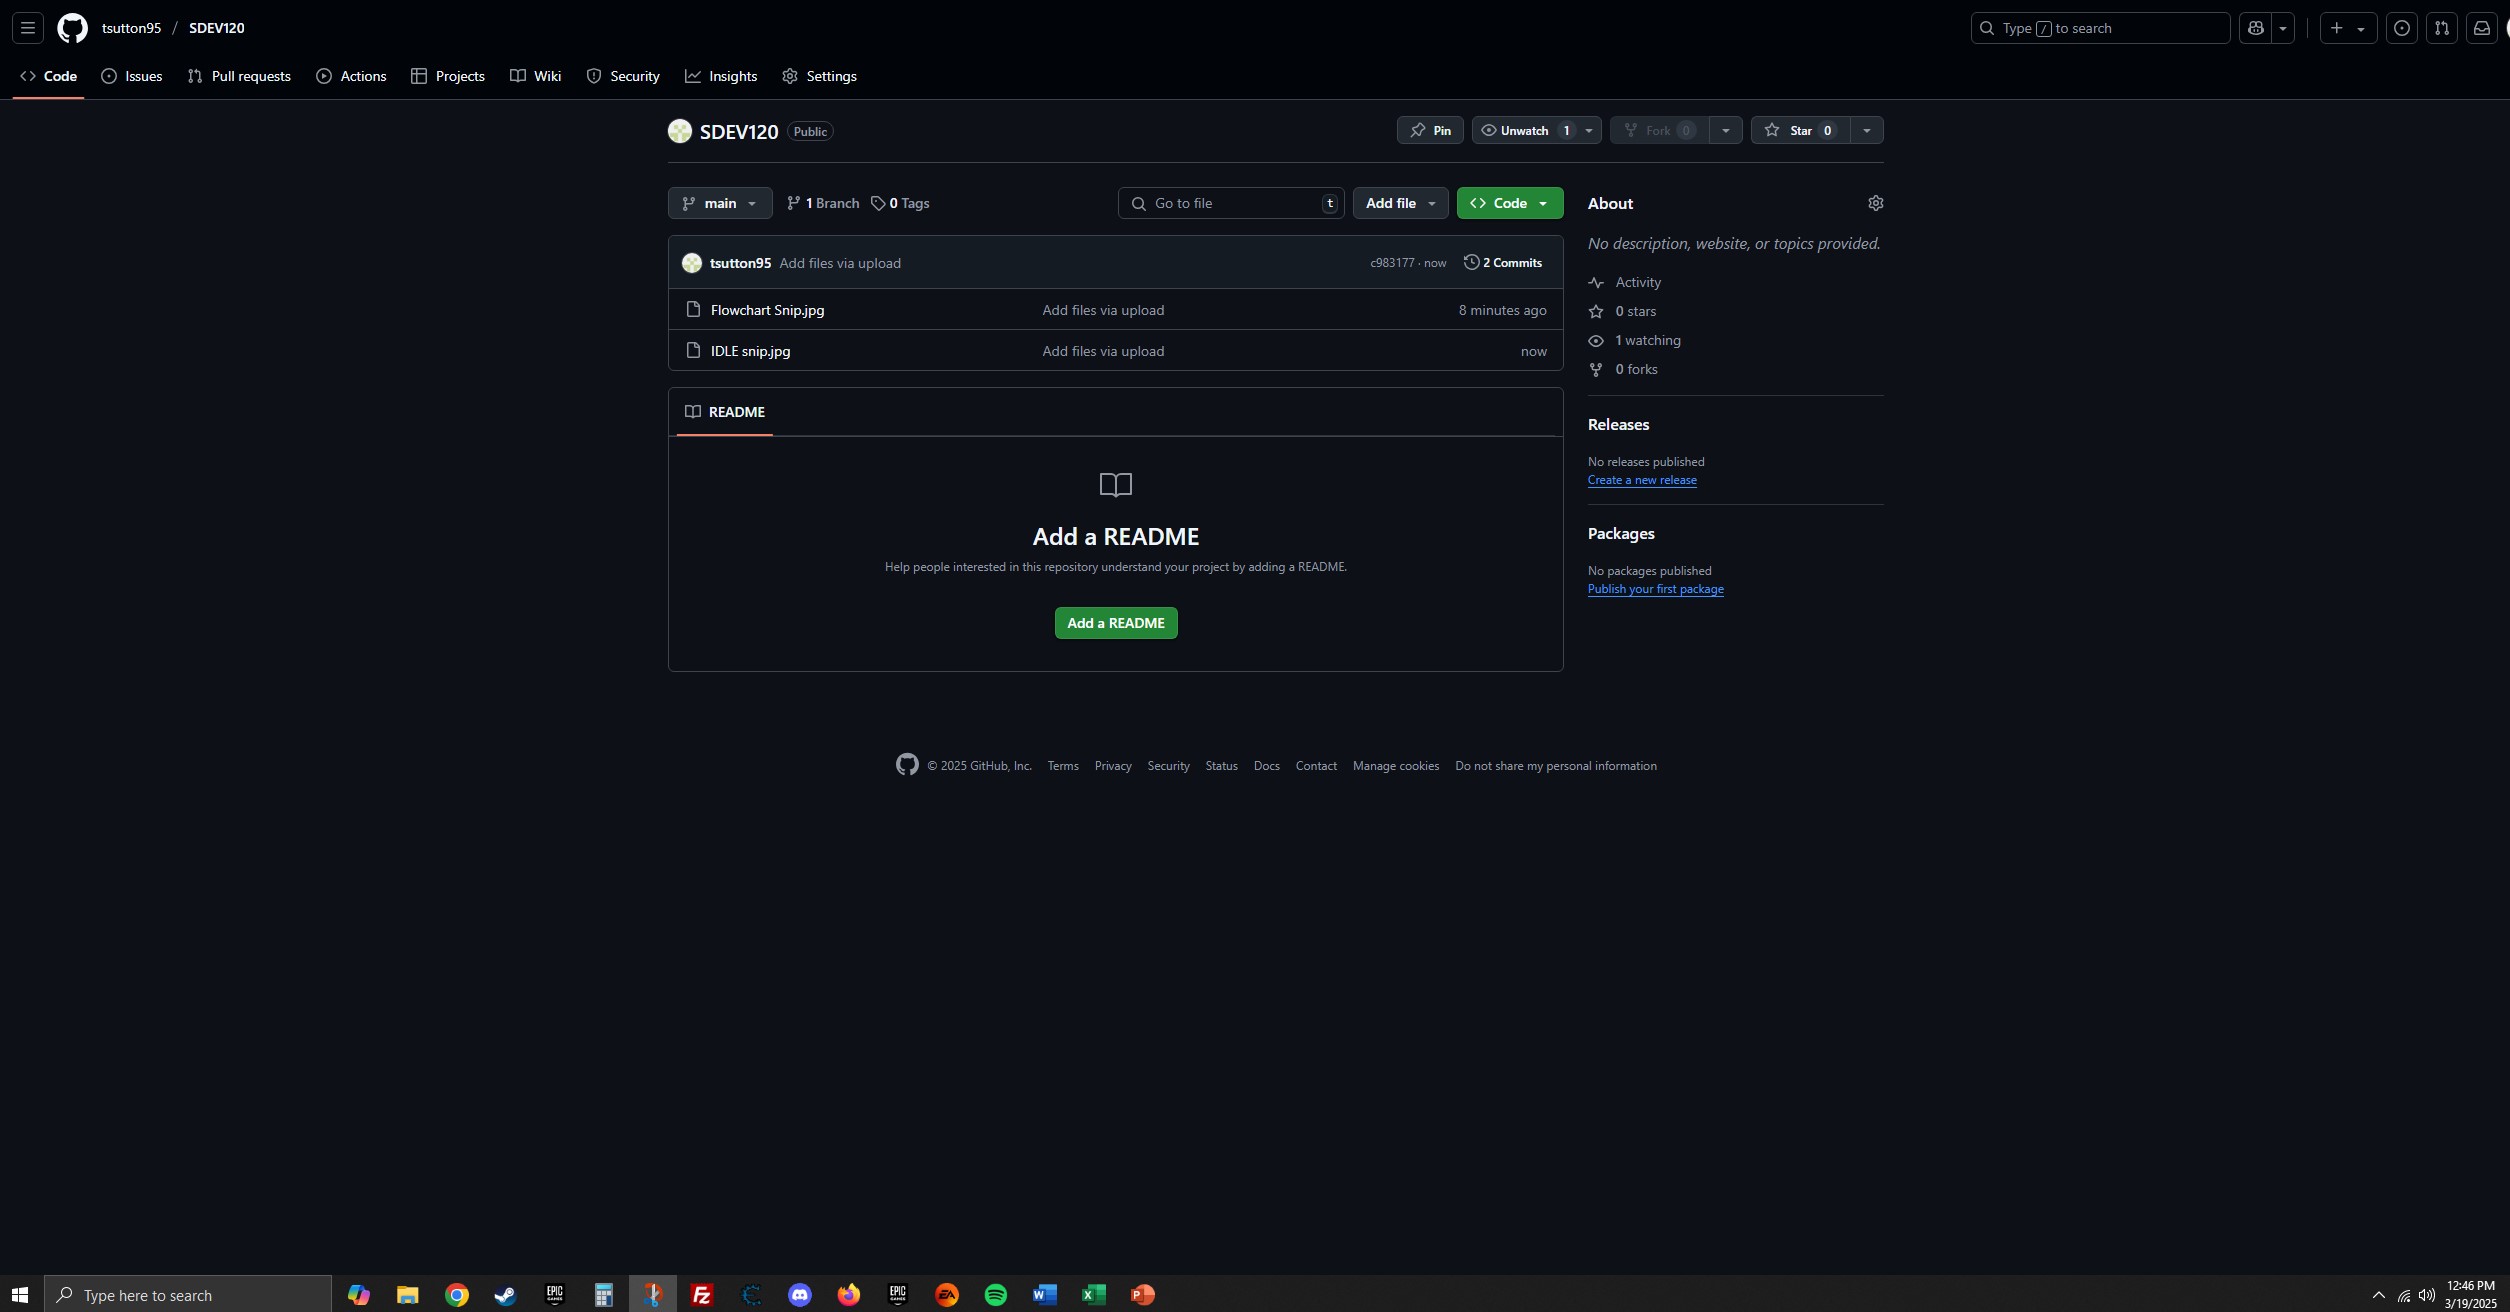 tsutton95 / SDEV120
Type / to search
Code Issues Pull requests Actions Projects Wiki Security Insights Settings
SDEV120 Public
Pin Unwatch 1 Fork 0 Star 0
main 1 Branch 0 Tags Go to file t Add file Code
tsutton95 Add files via upload c983177 · now 2 Commits
Flowchart Snip.jpg Add files via upload 8 minutes ago
IDLE snip.jpg Add files via upload now
README
Add a README
Help people interested in this repository understand your project by adding a README.
Add a README
About
No description, website, or topics provided.
Activity
0 stars
1 watching
0 forks
Releases
No releases published
Create a new release
Packages
No packages published
Publish your first package
© 2025 GitHub, Inc. Terms Privacy Security Status Docs Contact Manage cookies Do not share my personal information
Type here to search
EPIC GAMES
Fz
EPIC GAMES
EA
W
X
P
12:46 PM
3/19/2025